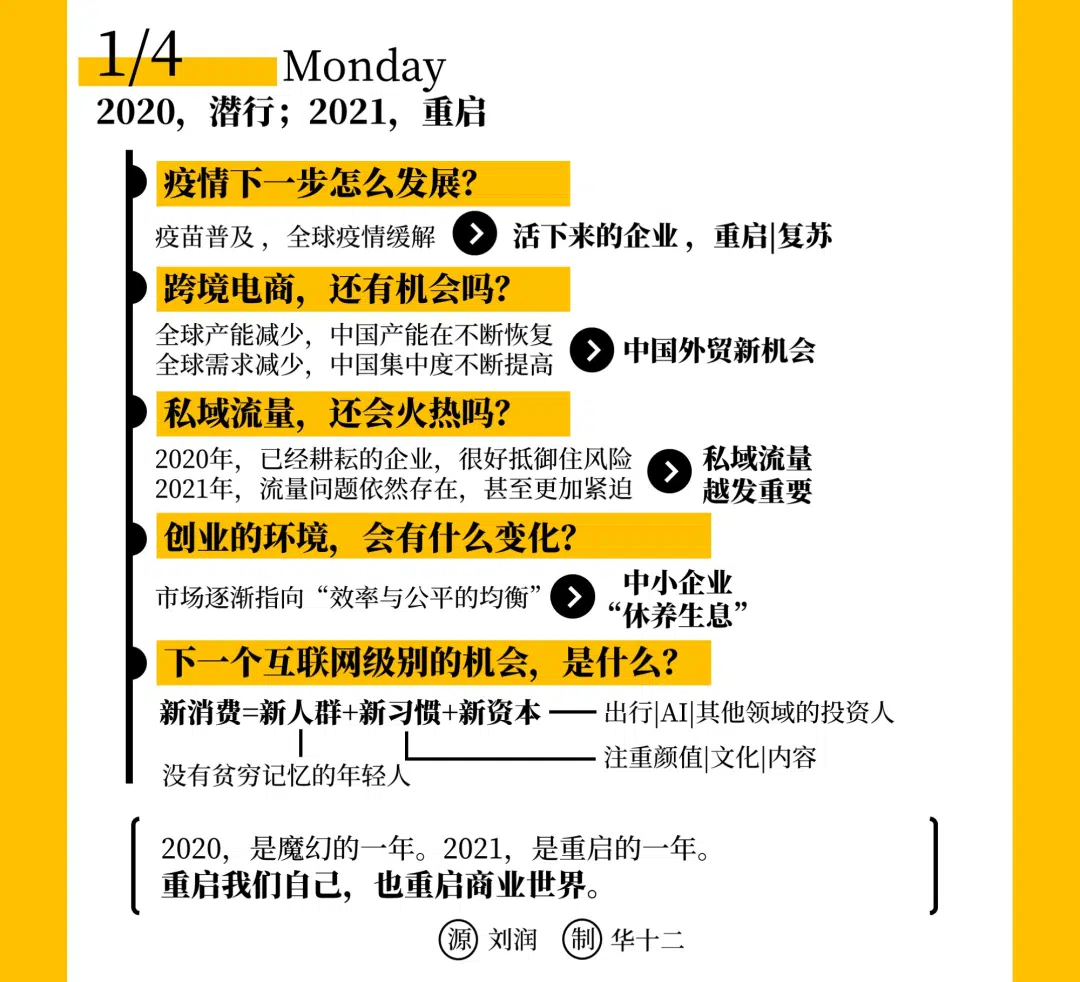 1/4 Monday
2020，潜行；2021，重启
疫情下一步怎么发展？
疫苗普及，全球疫情缓解
活下来的企业，重启|复苏
跨境电商，还有机会吗？
全球产能减少，中国产能在不断恢复
全球需求减少，中国集中度不断提高
中国外贸新机会
私域流量，还会火热吗？
2020年，已经耕耘的企业，很好抵御住风险
2021年，流量问题依然存在，甚至更加紧迫
私域流量
越发重要
创业的环境，会有什么变化？
市场逐渐指向“效率与公平的均衡”
中小企业
“休养生息”
下一个互联网级别的机会，是什么？
新消费=新人群+新习惯+新资本
出行|AI|其他领域的投资人
注重颜值|文化|内容
没有贫穷记忆的年轻人
2020，是魔幻的一年。2021，是重启的一年。
重启我们自己，也重启商业世界。
源 刘润 制 华十二